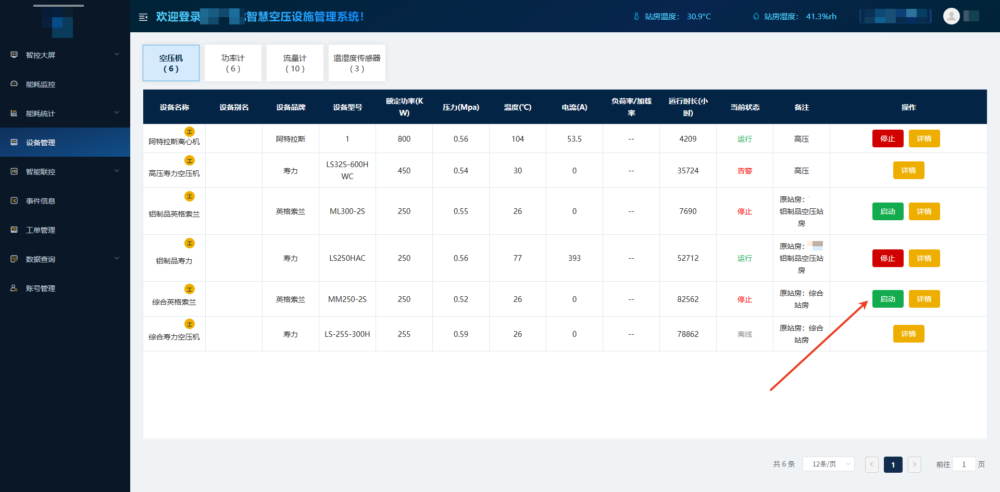 欢迎登录
智慧空压设施管理系统!
站房温度： 30.9°C
站房湿度： 41.3%rh
智控大屏
能耗监控
能耗统计
设备管理
智能联控
事件信息
工单管理
数据查询
账号管理
空压机
( 6 )
功率计
( 6 )
流量计
( 10 )
温湿度传感器
( 3 )
设备名称 设备别名 设备品牌 设备型号 额定功率(K 压力(Mpa) 温度(℃) 电流(A) 负荷率/加载 运行时长(小 当前状态 备注 操作
W) 率 时)
工
阿特拉斯离心机 阿特拉斯 1 800 0.56 104 53.5 -- 4209 运行 高压 停止 详情
工
高压寿力空压机 寿力 LS32S-600H 450 0.54 30 0 -- 35724 告警 高压 详情
WC
工
原站房：
铝制品英格索兰 英格索兰 ML300-2S 250 0.55 26 0 -- 7690 停止 铝制品空压站 启动 详情
房
工
原站房：
铝制品寿力 寿力 LS250HAC 250 0.56 77 393 -- 52712 运行 铝制品空压站 停止 详情
房
工
综合英格索兰 英格索兰 MM250-2S 250 0.52 26 0 -- 82562 停止 原站房：综合 启动 详情
站房
工
综合寿力空压机 寿力 LS-255-300H 255 0.59 26 0 -- 78862 离线 原站房：综合 详情
站房
共 6 条 12条/页 1 前往 1 页